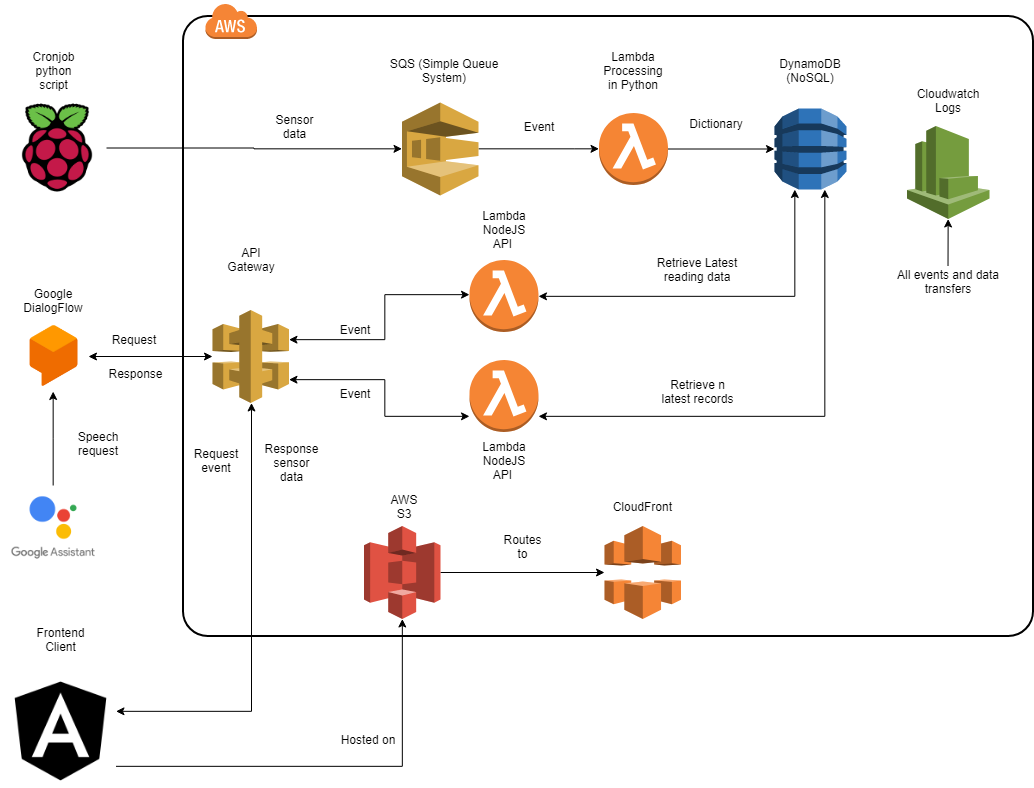 AWS
Cronjob
python
script
Sensor
data
SQS (Simple Queue
System)
Event
Lambda
Processing
in Python
Dictionary
DynamoDB
(NoSQL)
Cloudwatch
Logs
All events and data
transfers
Lambda
NodeJS
API
Retrieve Latest
reading data
API
Gateway
Event
Google
DialogFlow
Request
Response
Event
Retrieve n
latest records
Lambda
NodeJS
API
Speech
request
Request
event
Response
sensor
data
Google Assistant
AWS
S3
Routes
to
CloudFront
Frontend
Client
A
Hosted on